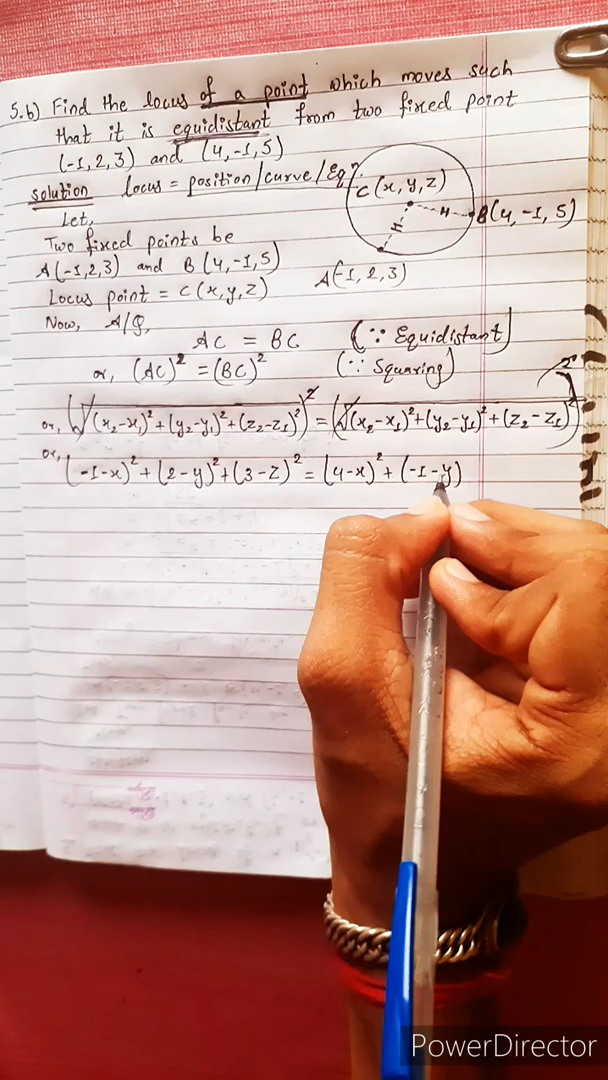 5.b) Find the locus of a point which moves such
that it is equidistant from two fixed point
(-1, 2, 3) and (4, -1, 5)
solution locus = position/curve/Eqn.
C(x, y, z)
Let,
B(4, -1, 5)
Two fixed points be
A(-1,2,3) and B(4,-1,5)
A(-1, 2, 3)
Locus point = C(x,y,z)
Now, A/Q,
AC = BC (∵ Equidistant)
or, (AC)² = (BC)² (∵ Squaring)
or, (√(x₂-x₁)²+(y₂-y₁)²+(z₂-z₁)²)² = (√(x₂-x₁)²+(y₂-y₁)²+(z₂-z₁)²)²
or, (-1-x)²+(2-y)²+(3-z)² = (4-x)²+(-1-y)
PowerDirector